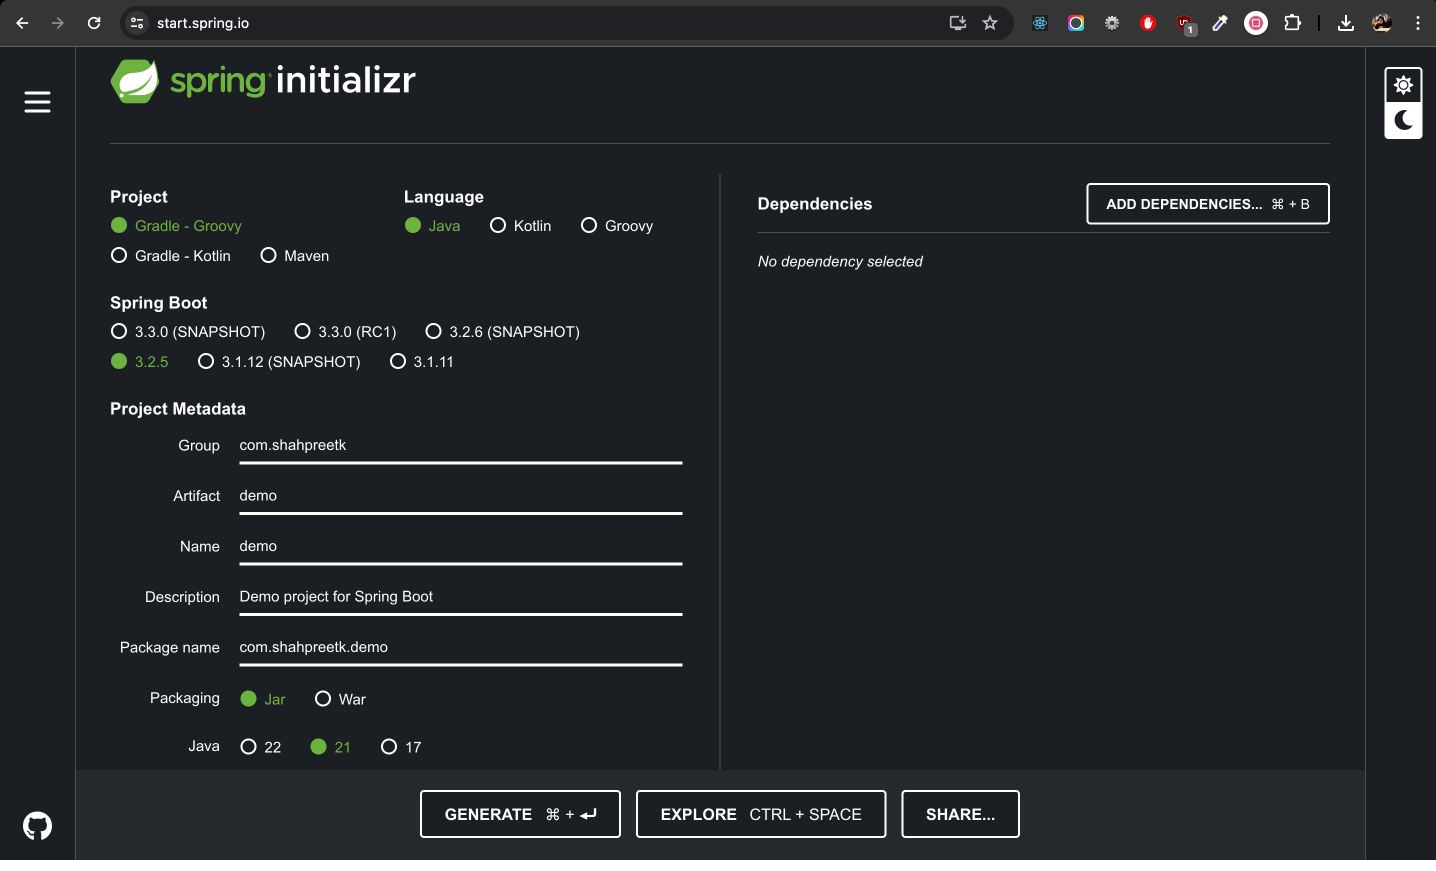 start.spring.io
1
spring initializr
Project
Gradle - Groovy
Gradle - Kotlin Maven
Language
Java Kotlin Groovy
Spring Boot
3.3.0 (SNAPSHOT) 3.3.0 (RC1) 3.2.6 (SNAPSHOT)
3.2.5 3.1.12 (SNAPSHOT) 3.1.11
Project Metadata
Group com.shahpreetk
Artifact demo
Name demo
Description Demo project for Spring Boot
Package name com.shahpreetk.demo
Packaging Jar War
Java 22 21 17
Dependencies
ADD DEPENDENCIES... ⌘ + B
No dependency selected
GENERATE ⌘ + ⏎
EXPLORE CTRL + SPACE
SHARE...